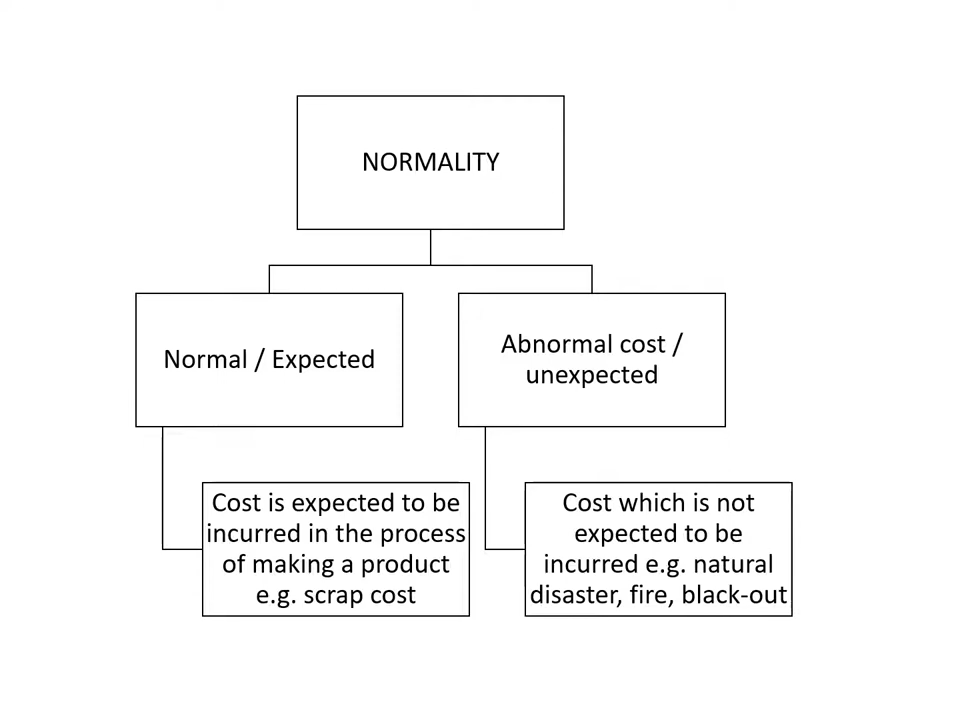 NORMALITY
Normal / Expected
Abnormal cost /
unexpected
Cost is expected to be
incurred in the process
of making a product
e.g. scrap cost
Cost which is not
expected to be
incurred e.g. natural
disaster, fire, black-out